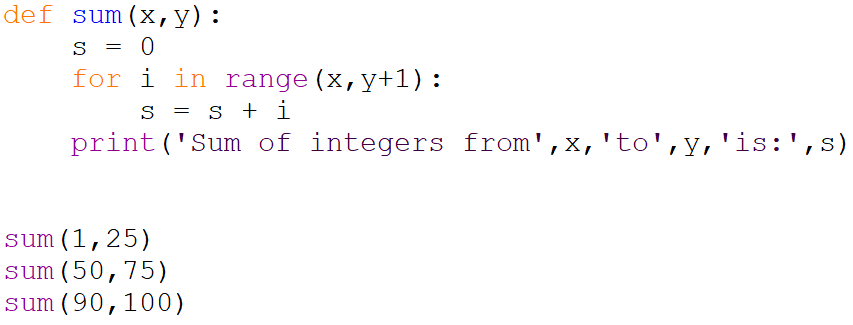 def sum(x,y):
    s = 0
    for i in range(x,y+1):
        s = s + i
    print('Sum of integers from',x,'to',y,'is:',s)
sum(1,25)
sum(50,75)
sum(90,100)